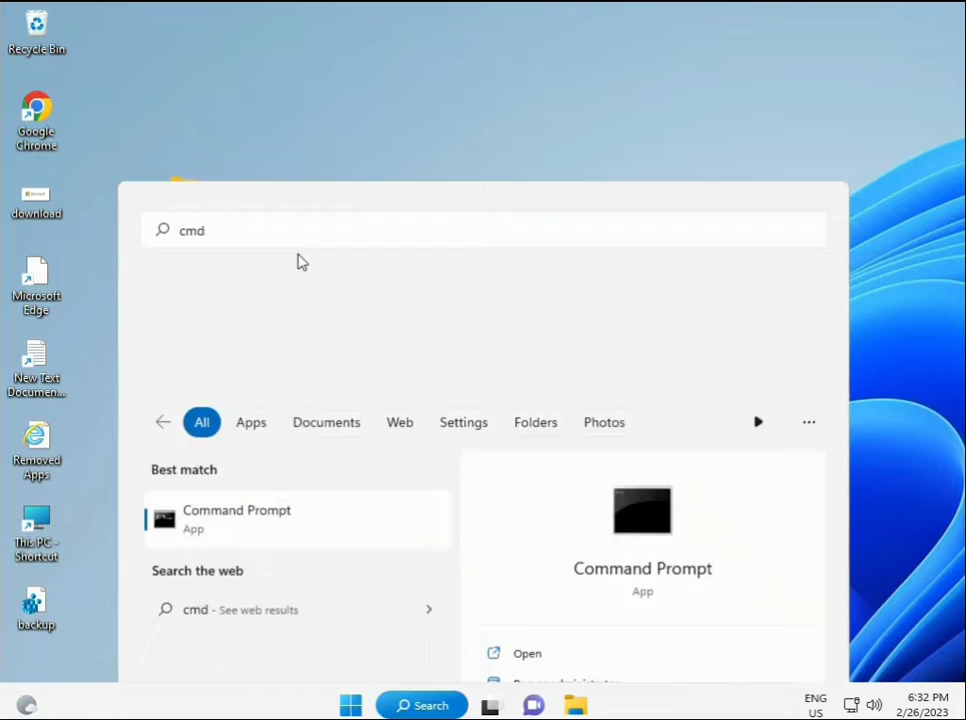 Recycle Bin
Google
Chrome
download
Microsoft
Edge
New Text
Documen...
Removed
Apps
This PC -
Shortcut
backup
cmd
All Apps Documents Web Settings Folders Photos
Best match
Command Prompt
App
Search the web
cmd - See web results
Command Prompt
App
Open
Search
ENG
US
6:32 PM
2/26/2023